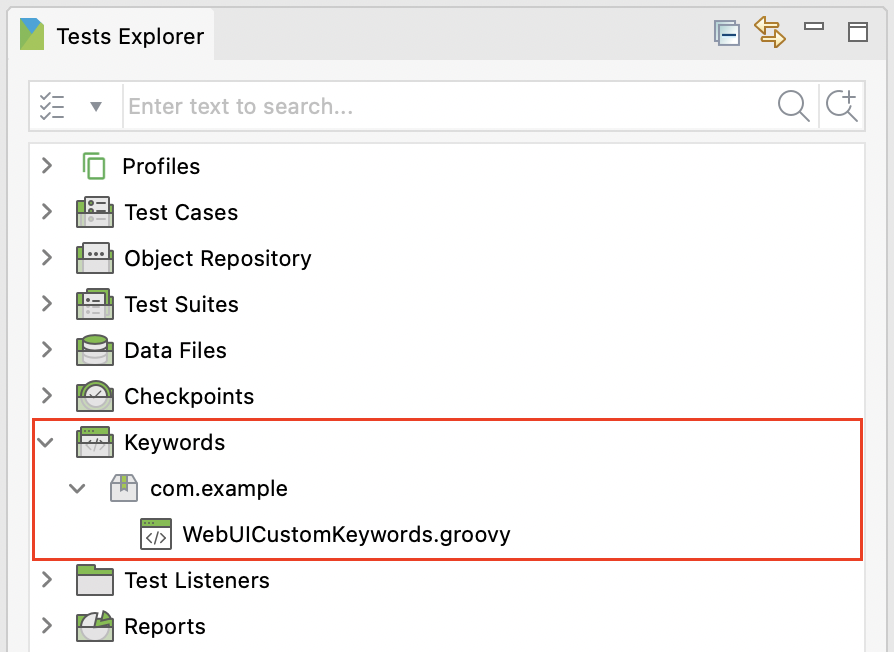 Tests Explorer
Enter text to search...
Profiles
Test Cases
Object Repository
Test Suites
Data Files
Checkpoints
Keywords
com.example
WebUICustomKeywords.groovy
Test Listeners
Reports